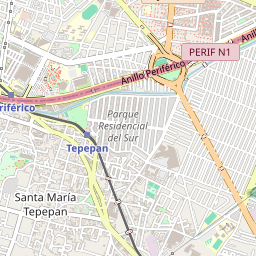 PERIF N1
Anillo Periférico
Anillo Periférico
riférico
Parque
Residencial
del Sur
Tepepan
Santa María
Tepepan